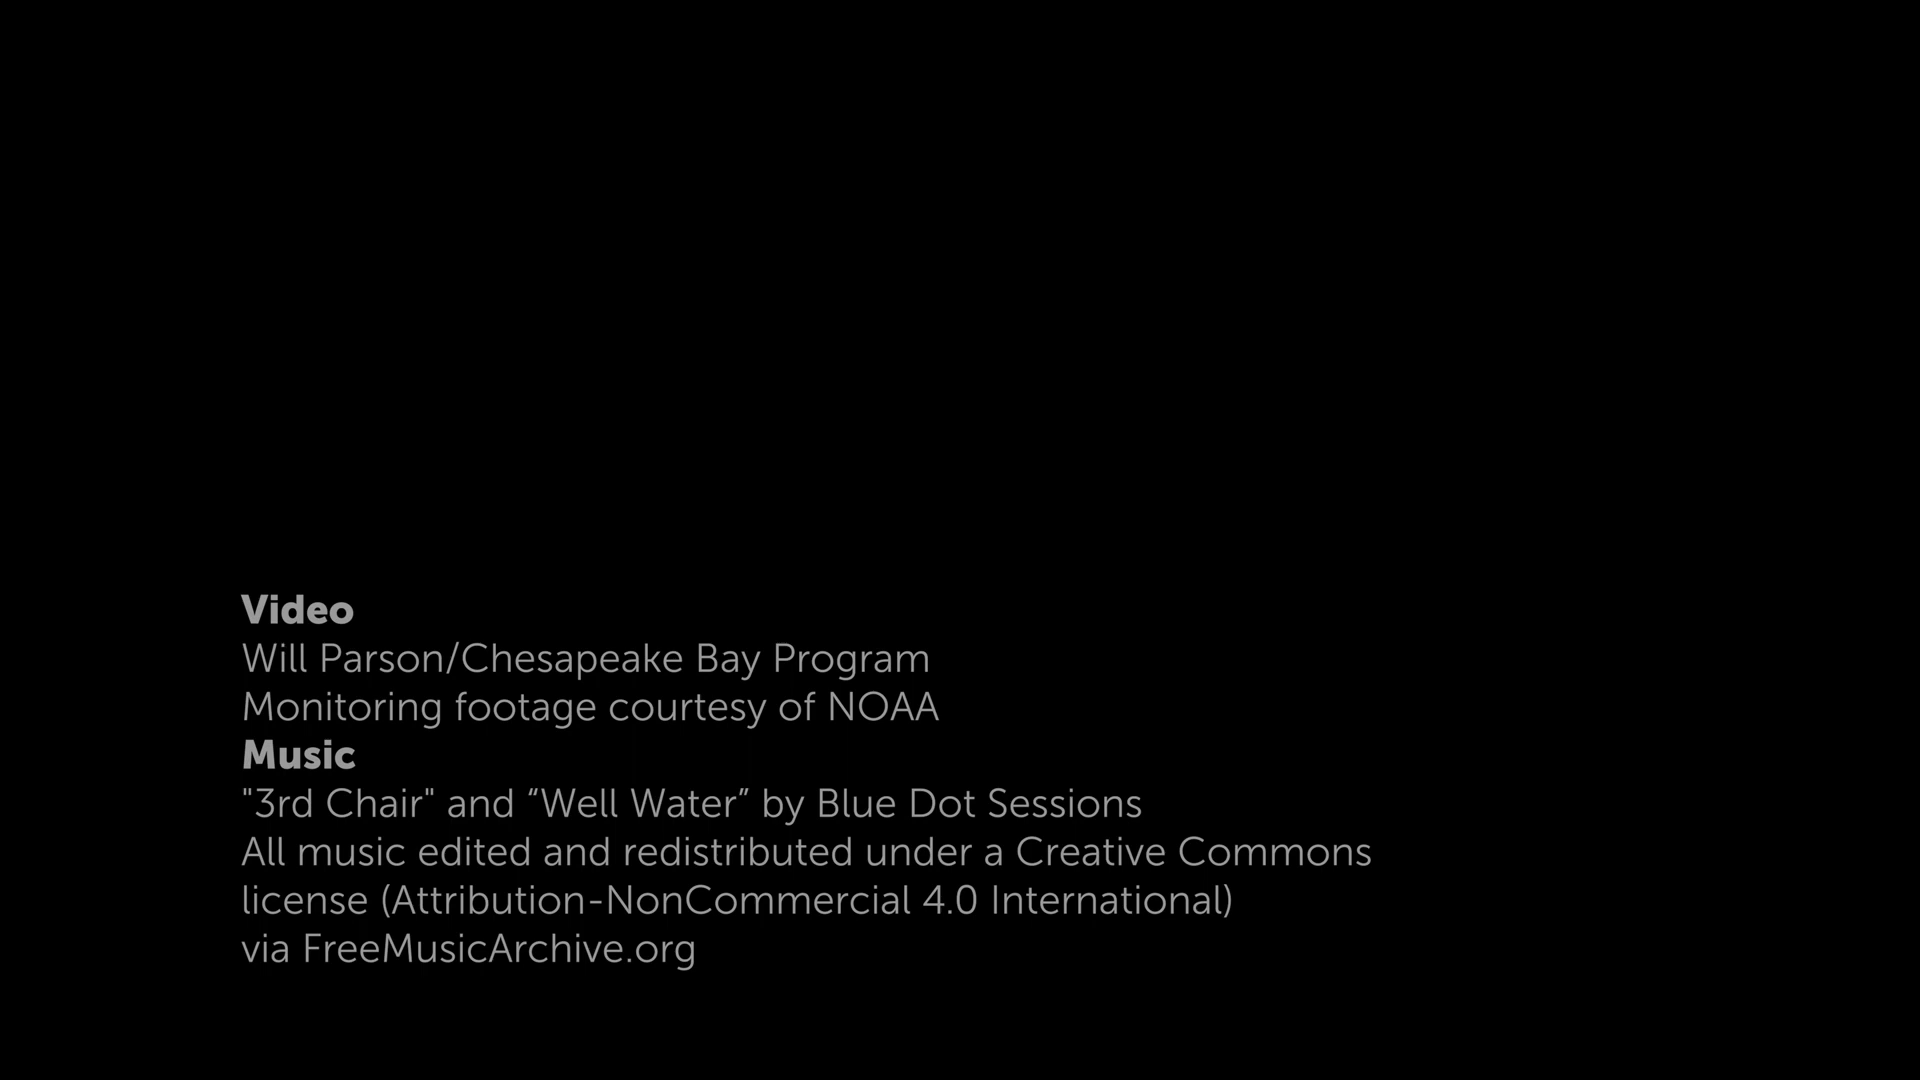 Video
Will Parson/Chesapeake Bay Program
Monitoring footage courtesy of NOAA
Music
"3rd Chair" and “Well Water” by Blue Dot Sessions
All music edited and redistributed under a Creative Commons
license (Attribution-NonCommercial 4.0 International)
via FreeMusicArchive.org